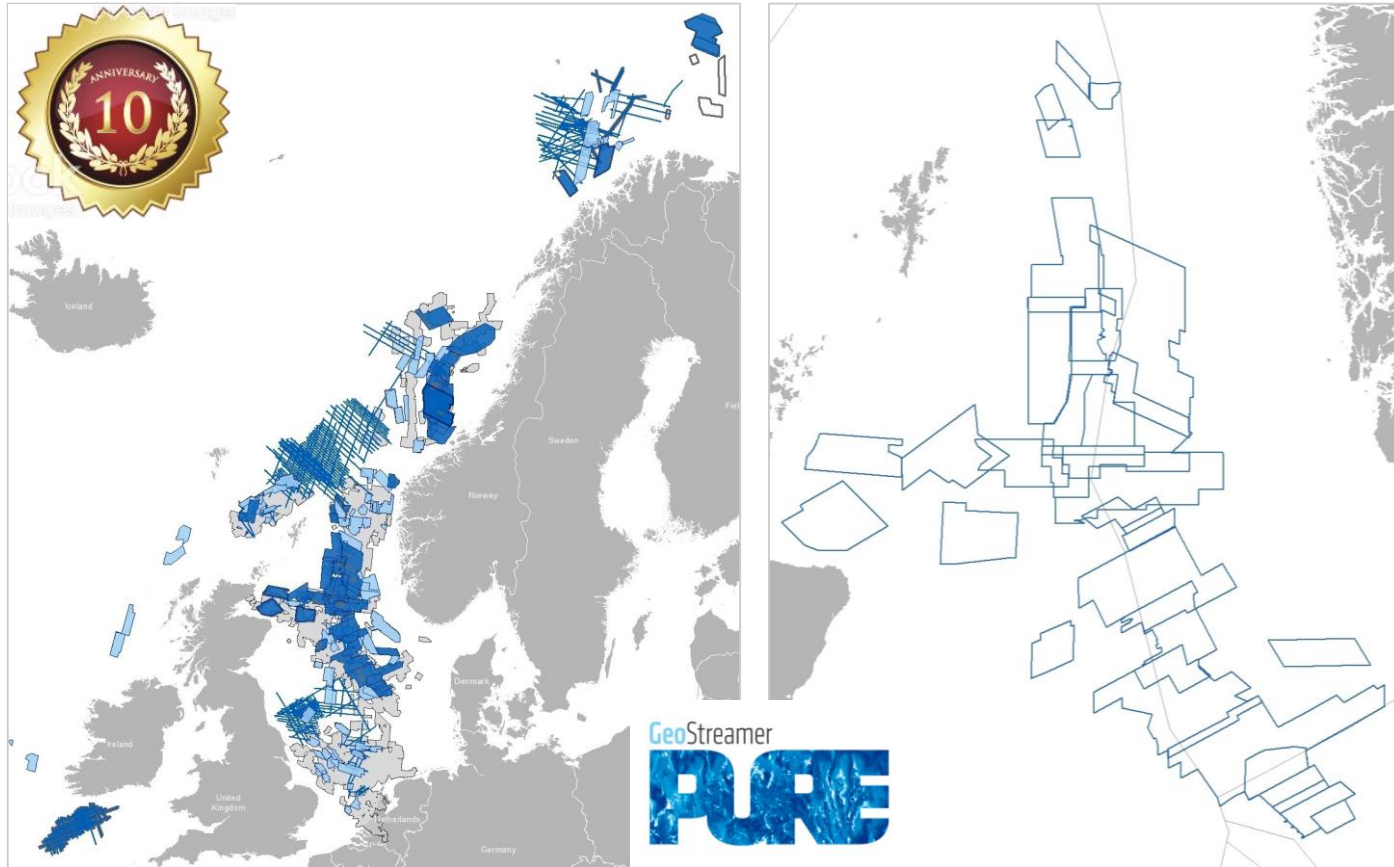 ANNIVERSARY
10
Iceland
Sweden
Norway
Denmark
Ireland
United
Kingdom
Netherlands
Germany
GeoStreamer
PURE